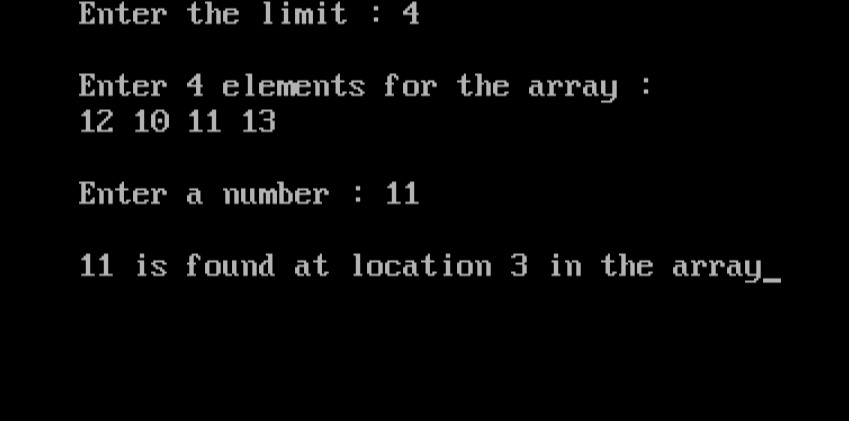 Enter the limit : 4
Enter 4 elements for the array :
12 10 11 13
Enter a number : 11
11 is found at location 3 in the array_